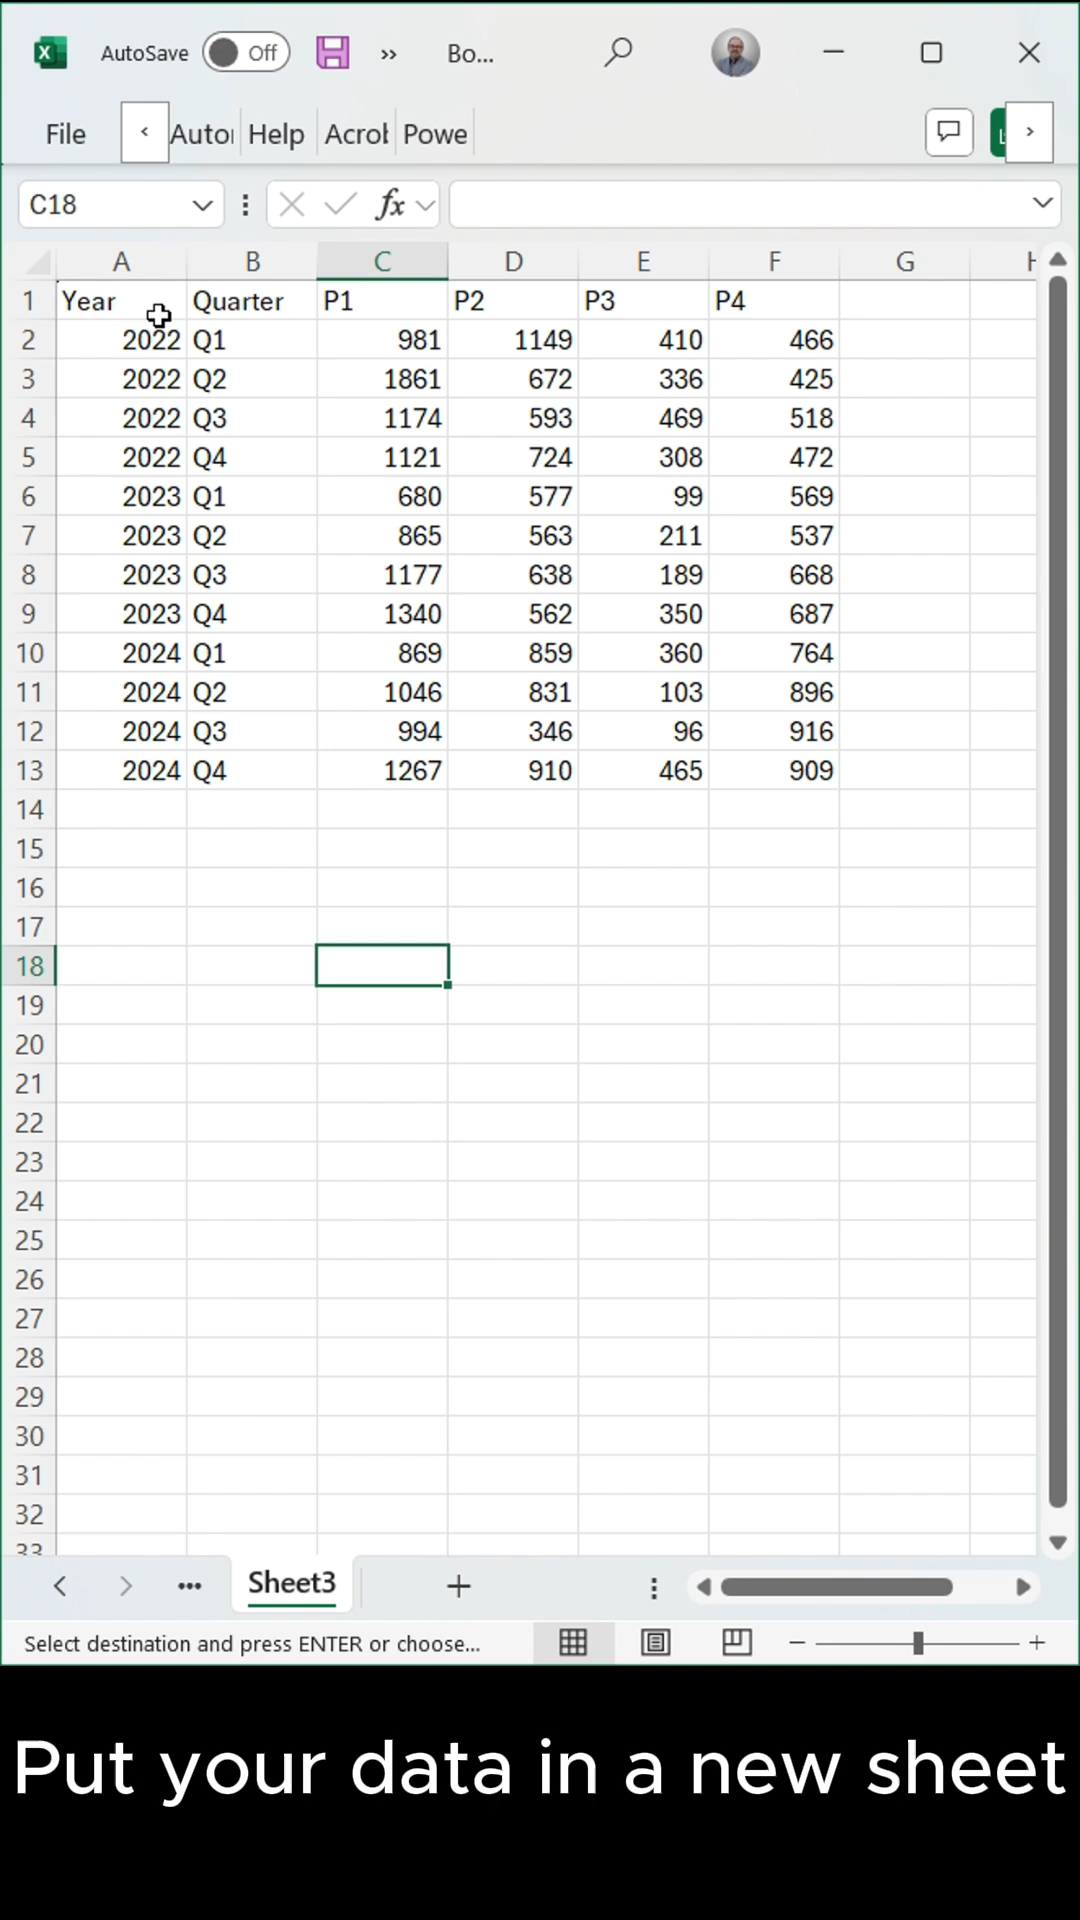 AutoSave Off » Bo...
File Autor Help Acrol Powe
C18 fx
A B C D E F G
1 Year Quarter P1 P2 P3 P4
2 2022 Q1 981 1149 410 466
3 2022 Q2 1861 672 336 425
4 2022 Q3 1174 593 469 518
5 2022 Q4 1121 724 308 472
6 2023 Q1 680 577 99 569
7 2023 Q2 865 563 211 537
8 2023 Q3 1177 638 189 668
9 2023 Q4 1340 562 350 687
10 2024 Q1 869 859 360 764
11 2024 Q2 1046 831 103 896
12 2024 Q3 994 346 96 916
13 2024 Q4 1267 910 465 909
14
15
16
17
18
19
20
21
22
23
24
25
26
27
28
29
30
31
32
33
Sheet3
Select destination and press ENTER or choose...
Put your data in a new sheet